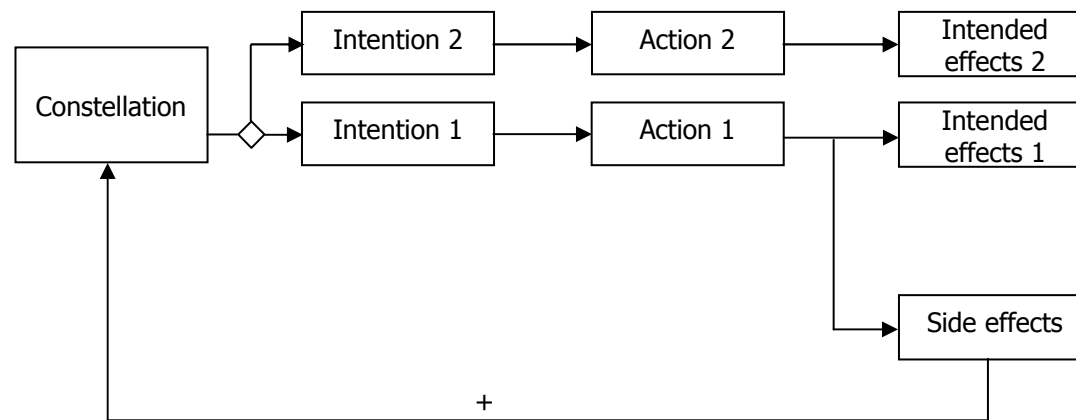 Constellation
Intention 2
Action 2
Intended
effects 2
Intention 1
Action 1
Intended
effects 1
Side effects
+